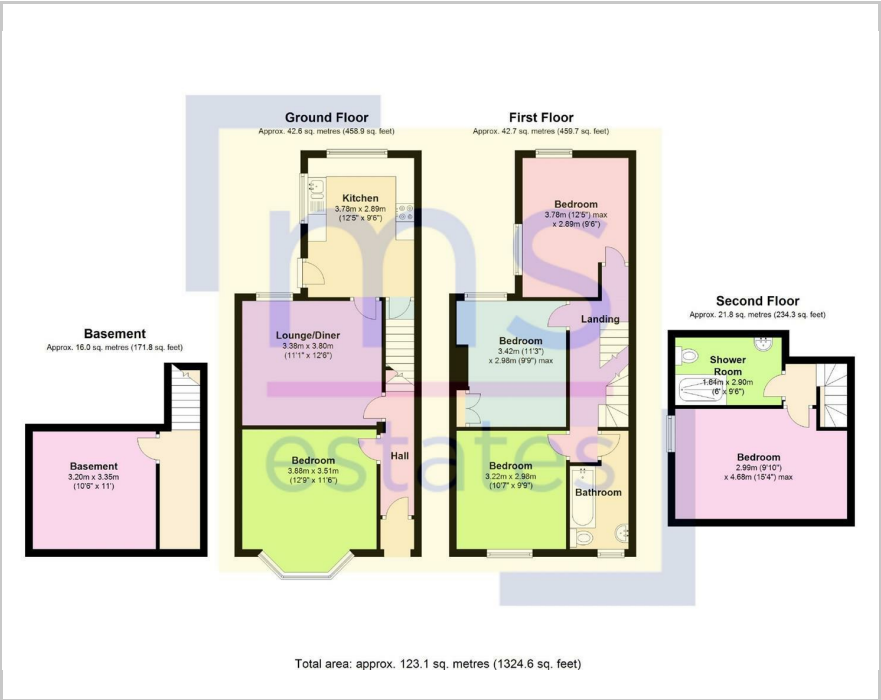 Ground Floor
Approx. 42.6 sq. metres (458.9 sq. feet)
Kitchen
3.78m x 2.89m
(12'5" x 9'6")
Lounge/Diner
3.38m x 3.80m
(11'1" x 12'6")
Hall
Bedroom
3.88m x 3.51m
(12'9" x 11'6")
First Floor
Approx. 42.7 sq. metres (459.7 sq. feet)
Bedroom
3.78m (12'5") max
x 2.89m (9'6")
Landing
Bedroom
3.42m (11'3")
x 2.98m (9'9") max
Bedroom
3.22m x 2.98m
(10'7" x 9'9")
Bathroom
Second Floor
Approx. 21.8 sq. metres (234.3 sq. feet)
Shower
Room
1.84m x 2.90m
(6' x 9'6")
Bedroom
2.99m (9'10")
x 4.68m (15'4") max
Basement
Approx. 16.0 sq. metres (171.8 sq. feet)
Basement
3.20m x 3.35m
(10'6" x 11')
ms
estates
Total area: approx. 123.1 sq. metres (1324.6 sq. feet)